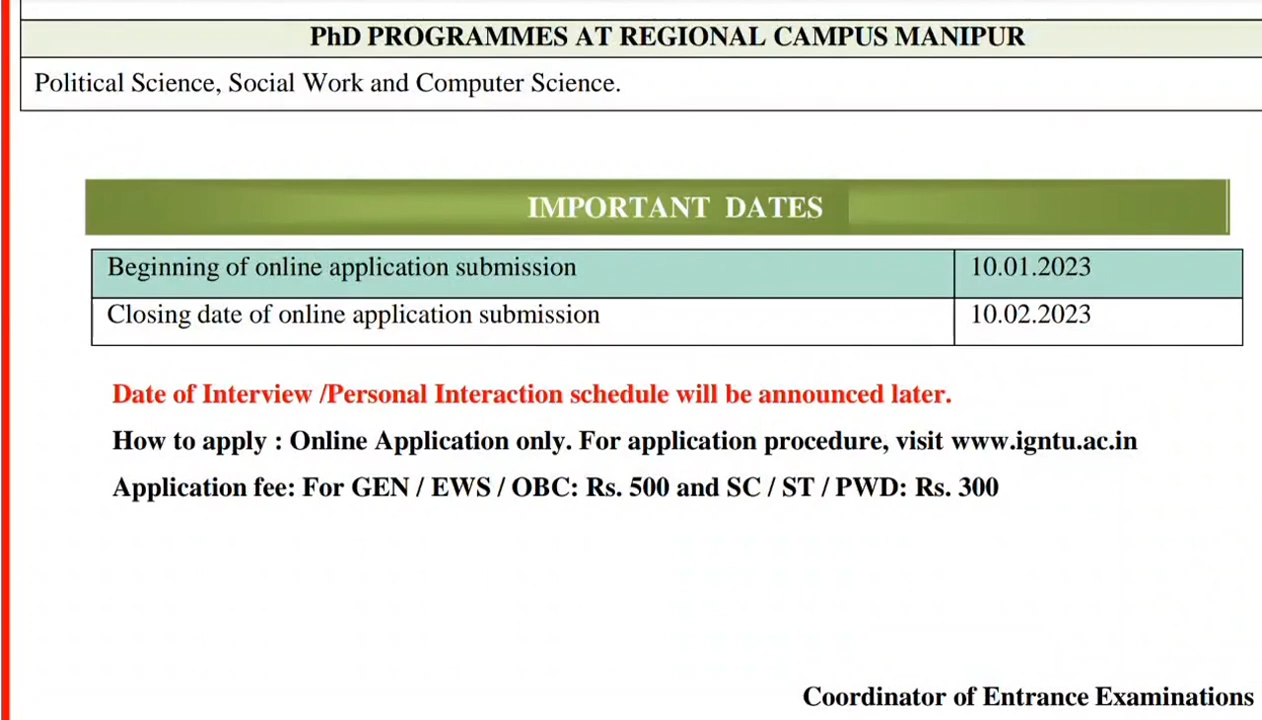 PhD PROGRAMMES AT REGIONAL CAMPUS MANIPUR
Political Science, Social Work and Computer Science.
IMPORTANT DATES
Beginning of online application submission 10.01.2023
Closing date of online application submission 10.02.2023
Date of Interview /Personal Interaction schedule will be announced later.
How to apply : Online Application only. For application procedure, visit www.igntu.ac.in
Application fee: For GEN / EWS / OBC: Rs. 500 and SC / ST / PWD: Rs. 300
Coordinator of Entrance Examinations